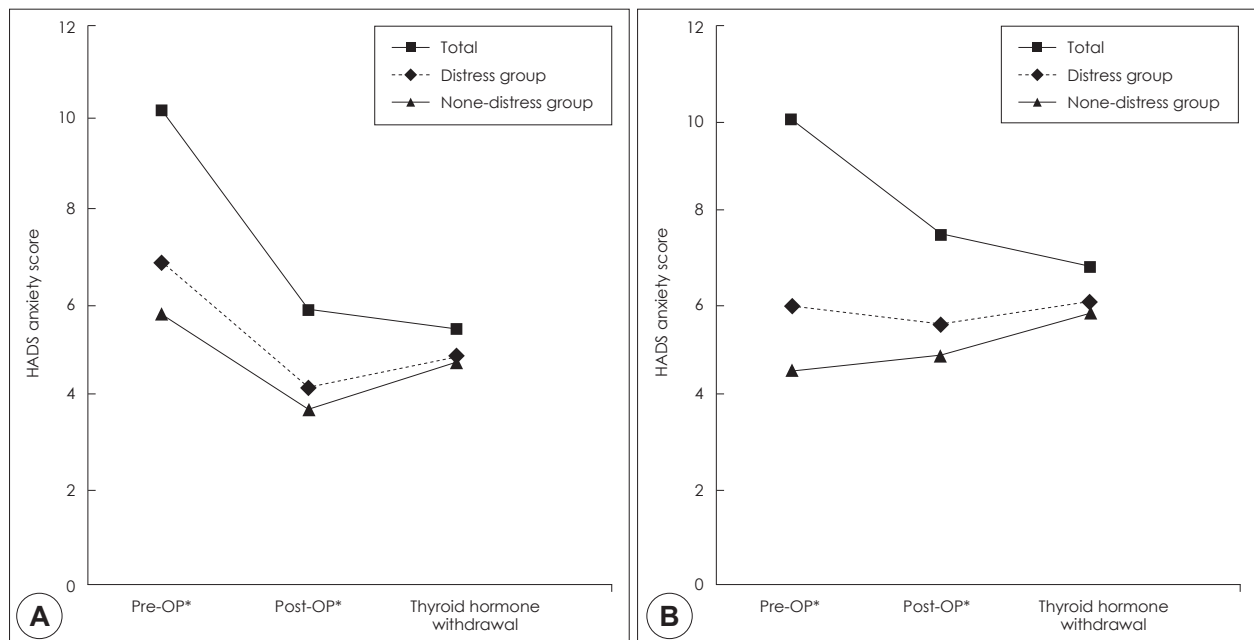 12
10
8
6
4
2
0
HADS anxiety score
Total
Distress group
None-distress group
Pre-OP*
Post-OP*
Thyroid hormone
withdrawal
A
12
10
8
6
4
2
0
HADS anxiety score
Total
Distress group
None-distress group
Pre-OP*
Post-OP*
Thyroid hormone
withdrawal
B